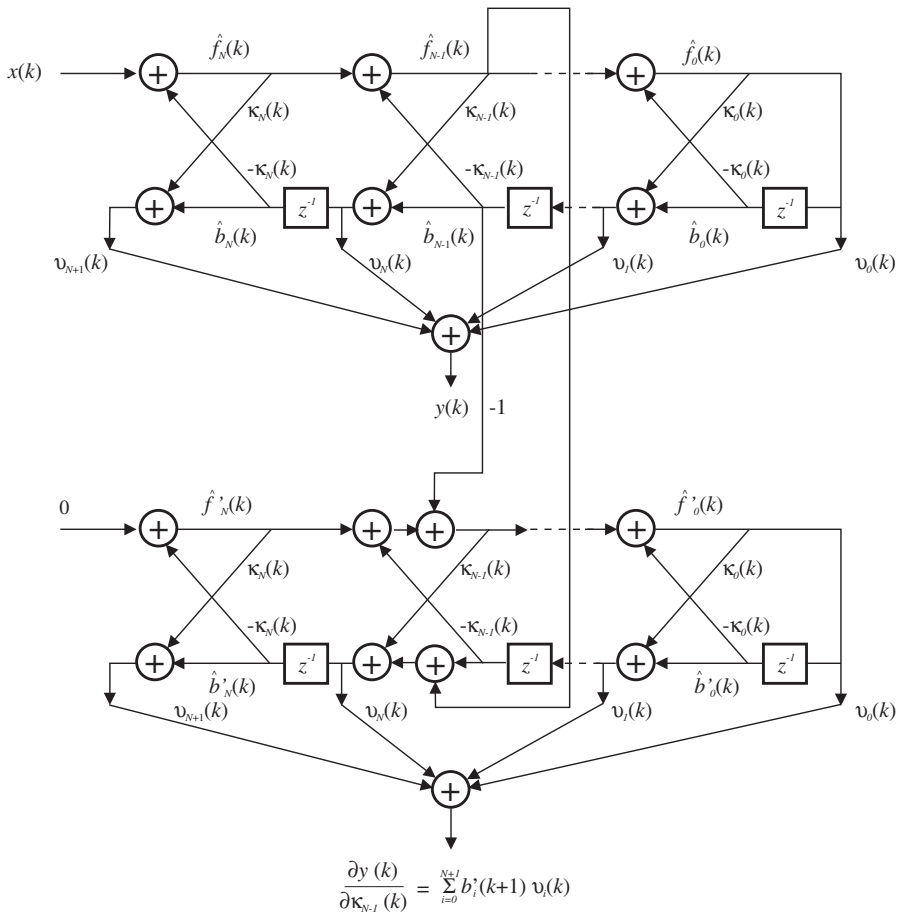 x(k) f̂_N(k) f̂_{N-1}(k) f̂_0(k)
κ_N(k) κ_{N-1}(k) κ_0(k)
-κ_N(k) -κ_{N-1}(k) -κ_0(k)
z^{-1} z^{-1} z^{-1}
b̂_N(k) b̂_{N-1}(k) b̂_0(k)
υ_{N+1}(k) υ_N(k) υ_1(k) υ_0(k)
y(k) -1
0 f̂'_N(k) f̂'_0(k)
κ_N(k) κ_{N-1}(k) κ_0(k)
-κ_N(k) -κ_{N-1}(k) -κ_0(k)
z^{-1} z^{-1} z^{-1}
b̂'_N(k) b̂'_0(k)
υ_{N+1}(k) υ_N(k) υ_1(k) υ_0(k)
∂y(k)/∂κ_{N-1}(k) = Σ_{i=0}^{N+1} b'_i(k+1) υ_i(k)